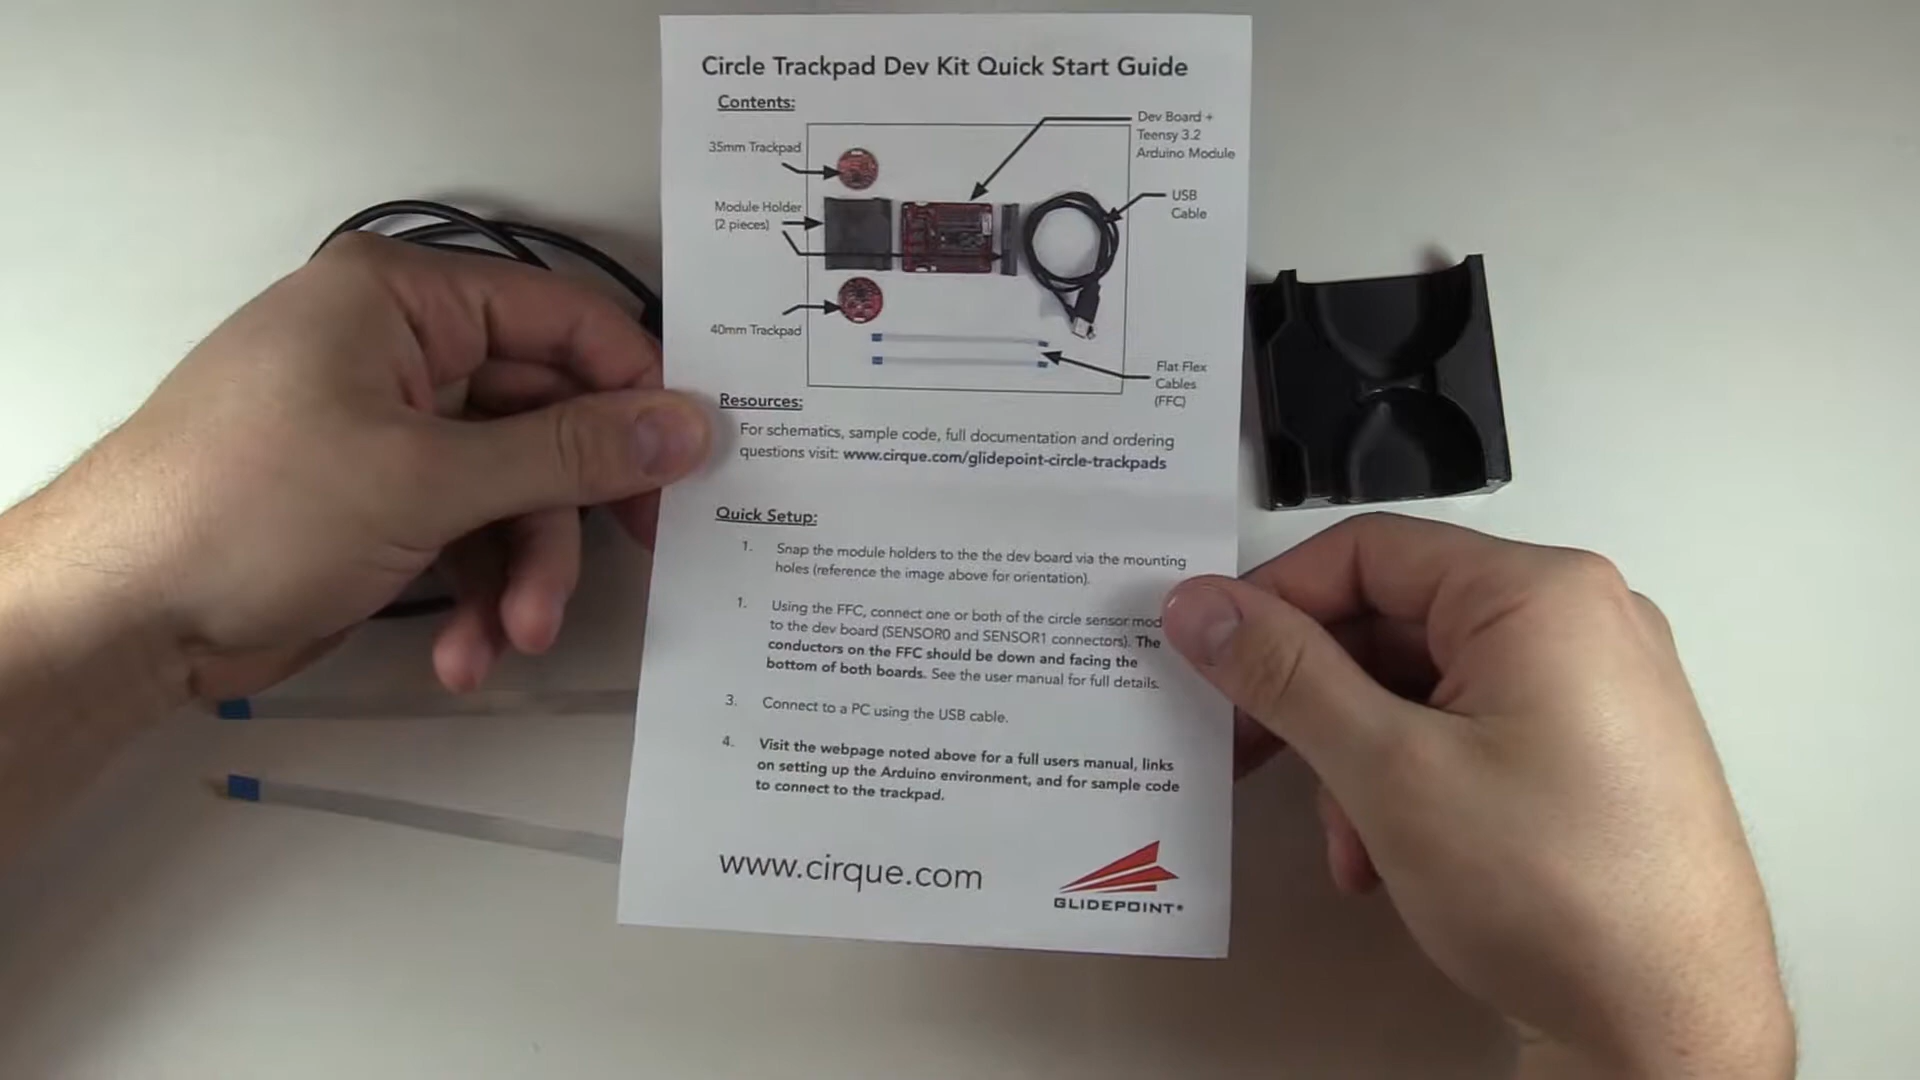 Circle Trackpad Dev Kit Quick Start Guide
Contents:
35mm Trackpad
Module Holder
(2 pieces)
40mm Trackpad
Dev Board +
Teensy 3.2
Arduino Module
USB
Cable
Flat Flex
Cables
(FFC)
Resources:
For schematics, sample code, full documentation and ordering
questions visit: www.cirque.com/glidepoint-circle-trackpads
Quick Setup:
1. Snap the module holders to the the dev board via the mounting
holes (reference the image above for orientation).
1. Using the FFC, connect one or both of the circle sensor mod
to the dev board (SENSOR0 and SENSOR1 connectors). The
conductors on the FFC should be down and facing the
bottom of both boards. See the user manual for full details.
3. Connect to a PC using the USB cable.
4. Visit the webpage noted above for a full users manual, links
on setting up the Arduino environment, and for sample code
to connect to the trackpad.
www.cirque.com
GLIDEPOINT®